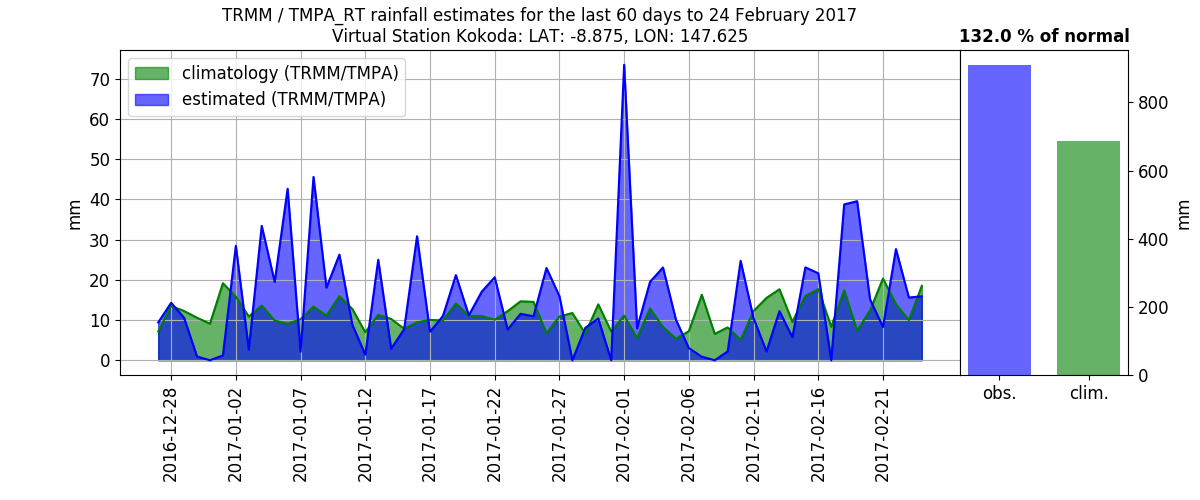 TRMM / TMPA_RT rainfall estimates for the last 60 days to 24 February 2017
Virtual Station Kokoda: LAT: -8.875, LON: 147.625
132.0 % of normal
climatology (TRMM/TMPA)
estimated (TRMM/TMPA)
mm
70
60
50
40
30
20
10
0
2016-12-28
2017-01-02
2017-01-07
2017-01-12
2017-01-17
2017-01-22
2017-01-27
2017-02-01
2017-02-06
2017-02-11
2017-02-16
2017-02-21
obs.
clim.
800
600
400
200
0
mm